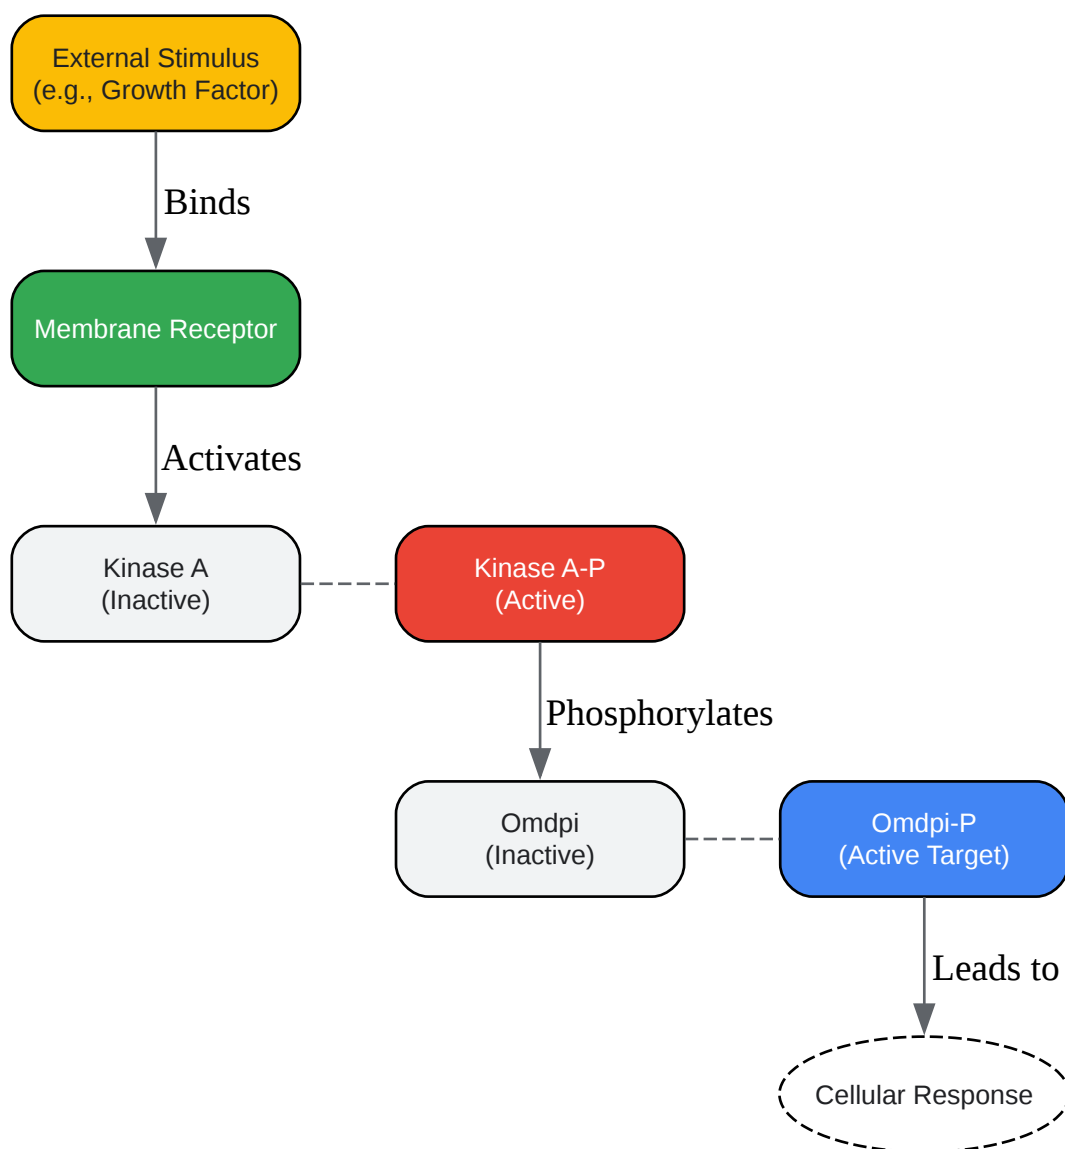 External Stimulus
(e.g., Growth Factor)
Binds
Membrane Receptor
Activates
Kinase A
(Inactive)
Kinase A-P
(Active)
Phosphorylates
Omdpi
(Inactive)
Omdpi-P
(Active Target)
Leads to
Cellular Response